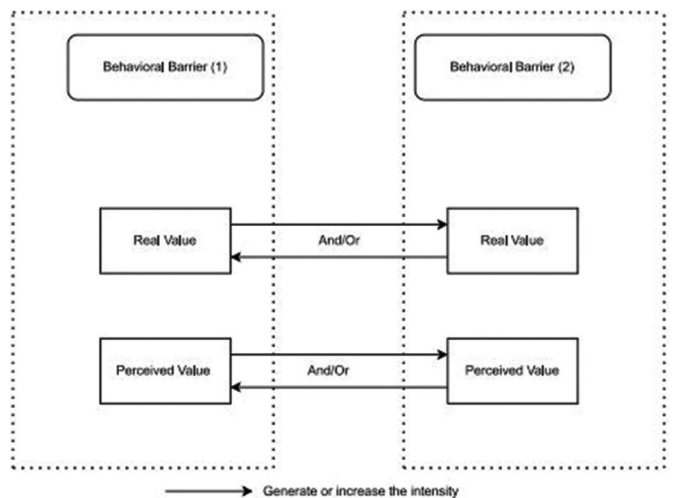 Behavioral Barrier (1)
Behavioral Barrier (2)
Real Value
And/Or
Real Value
Perceived Value
And/Or
Perceived Value
Generate or increase the intensity